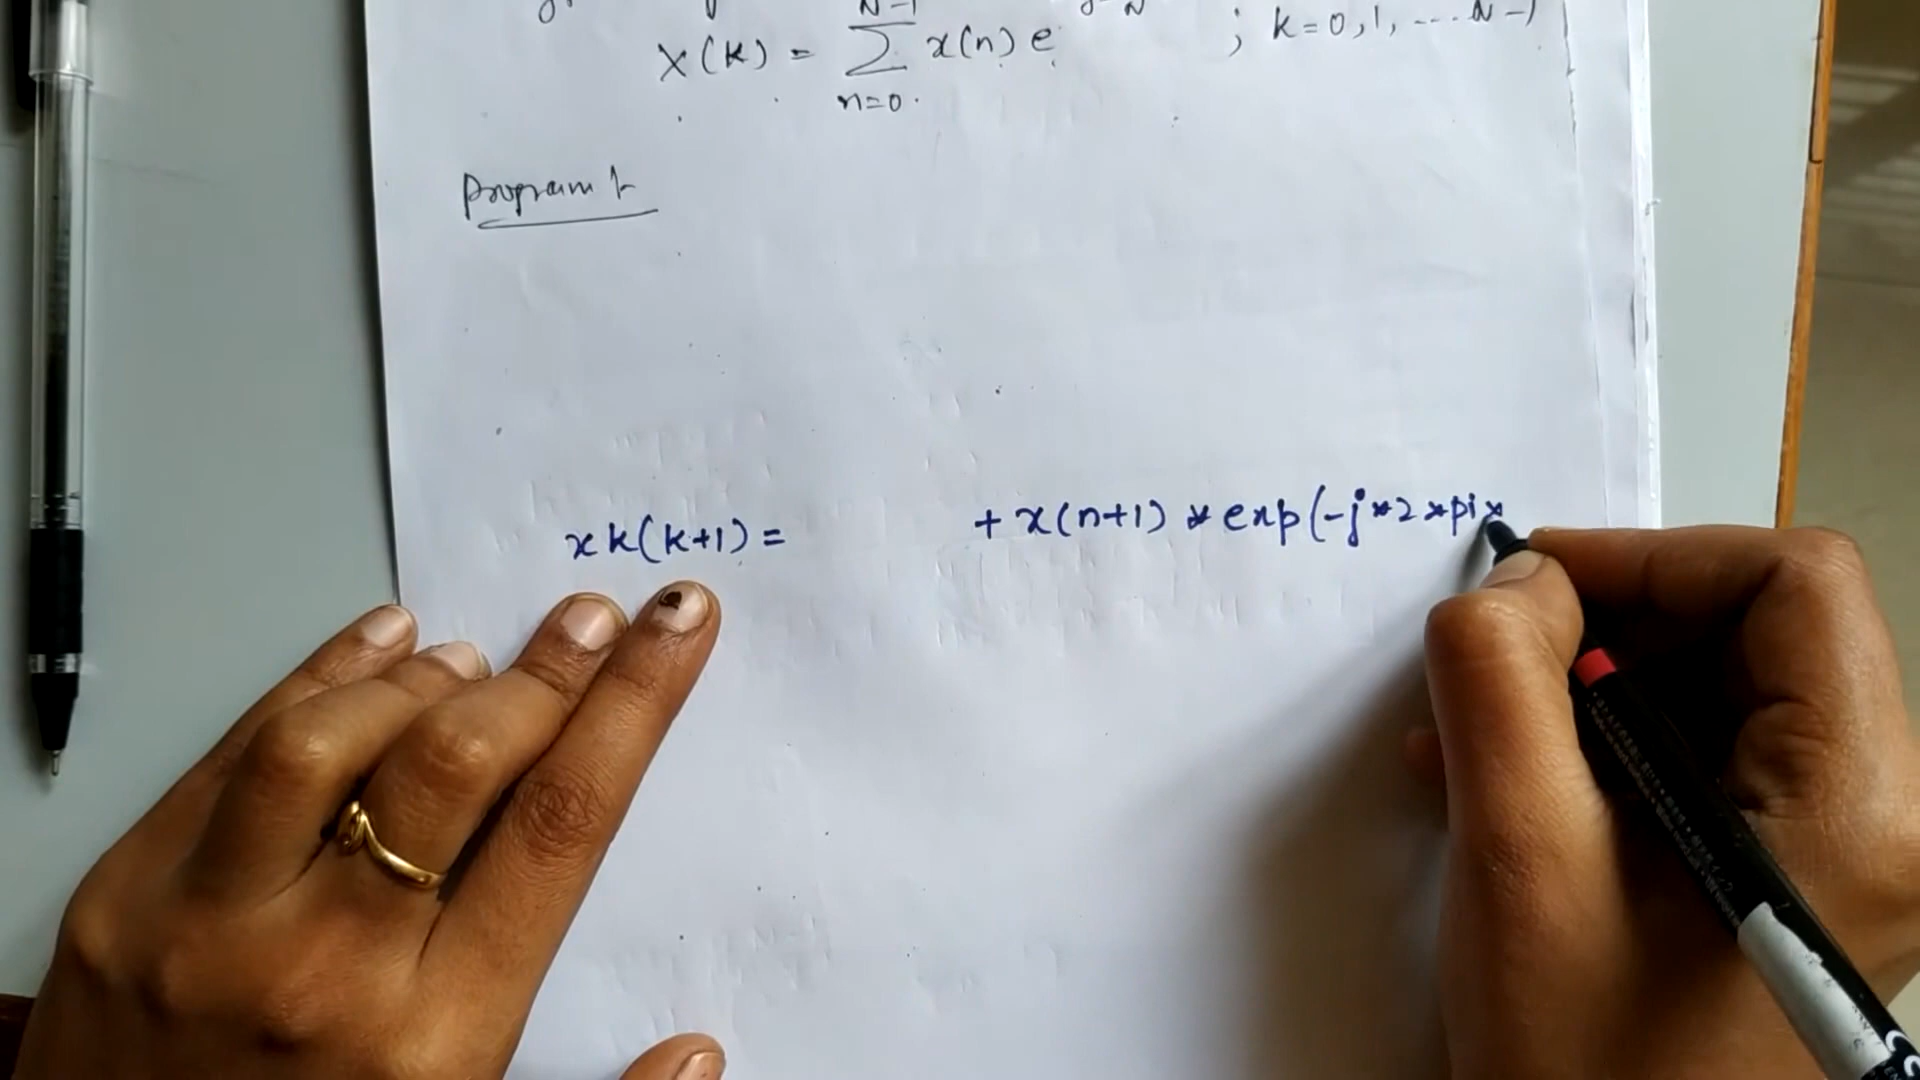 N-1
X(k) = Σ x(n) e ; k=0,1, ....N-1
n=0.
Program :-
xk(k+1) = + x(n+1) * exp(-j*2*pi*